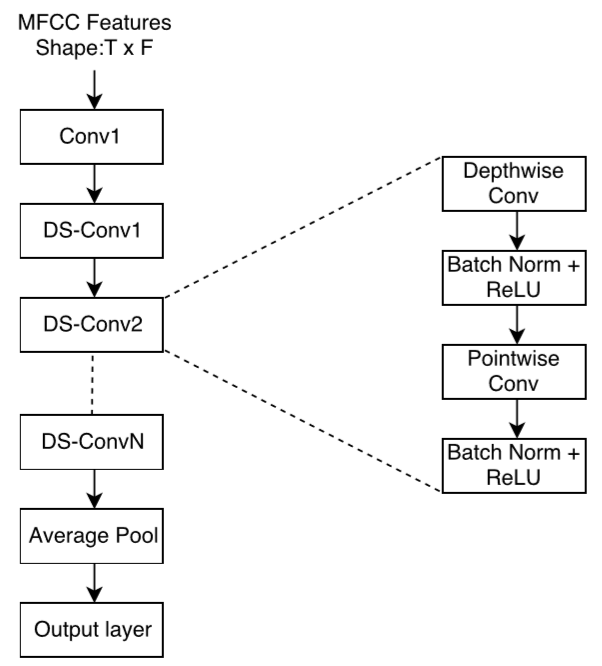 MFCC Features
Shape:T x F
Conv1
DS-Conv1
DS-Conv2
DS-ConvN
Average Pool
Output layer
Depthwise
Conv
Batch Norm +
ReLU
Pointwise
Conv
Batch Norm +
ReLU